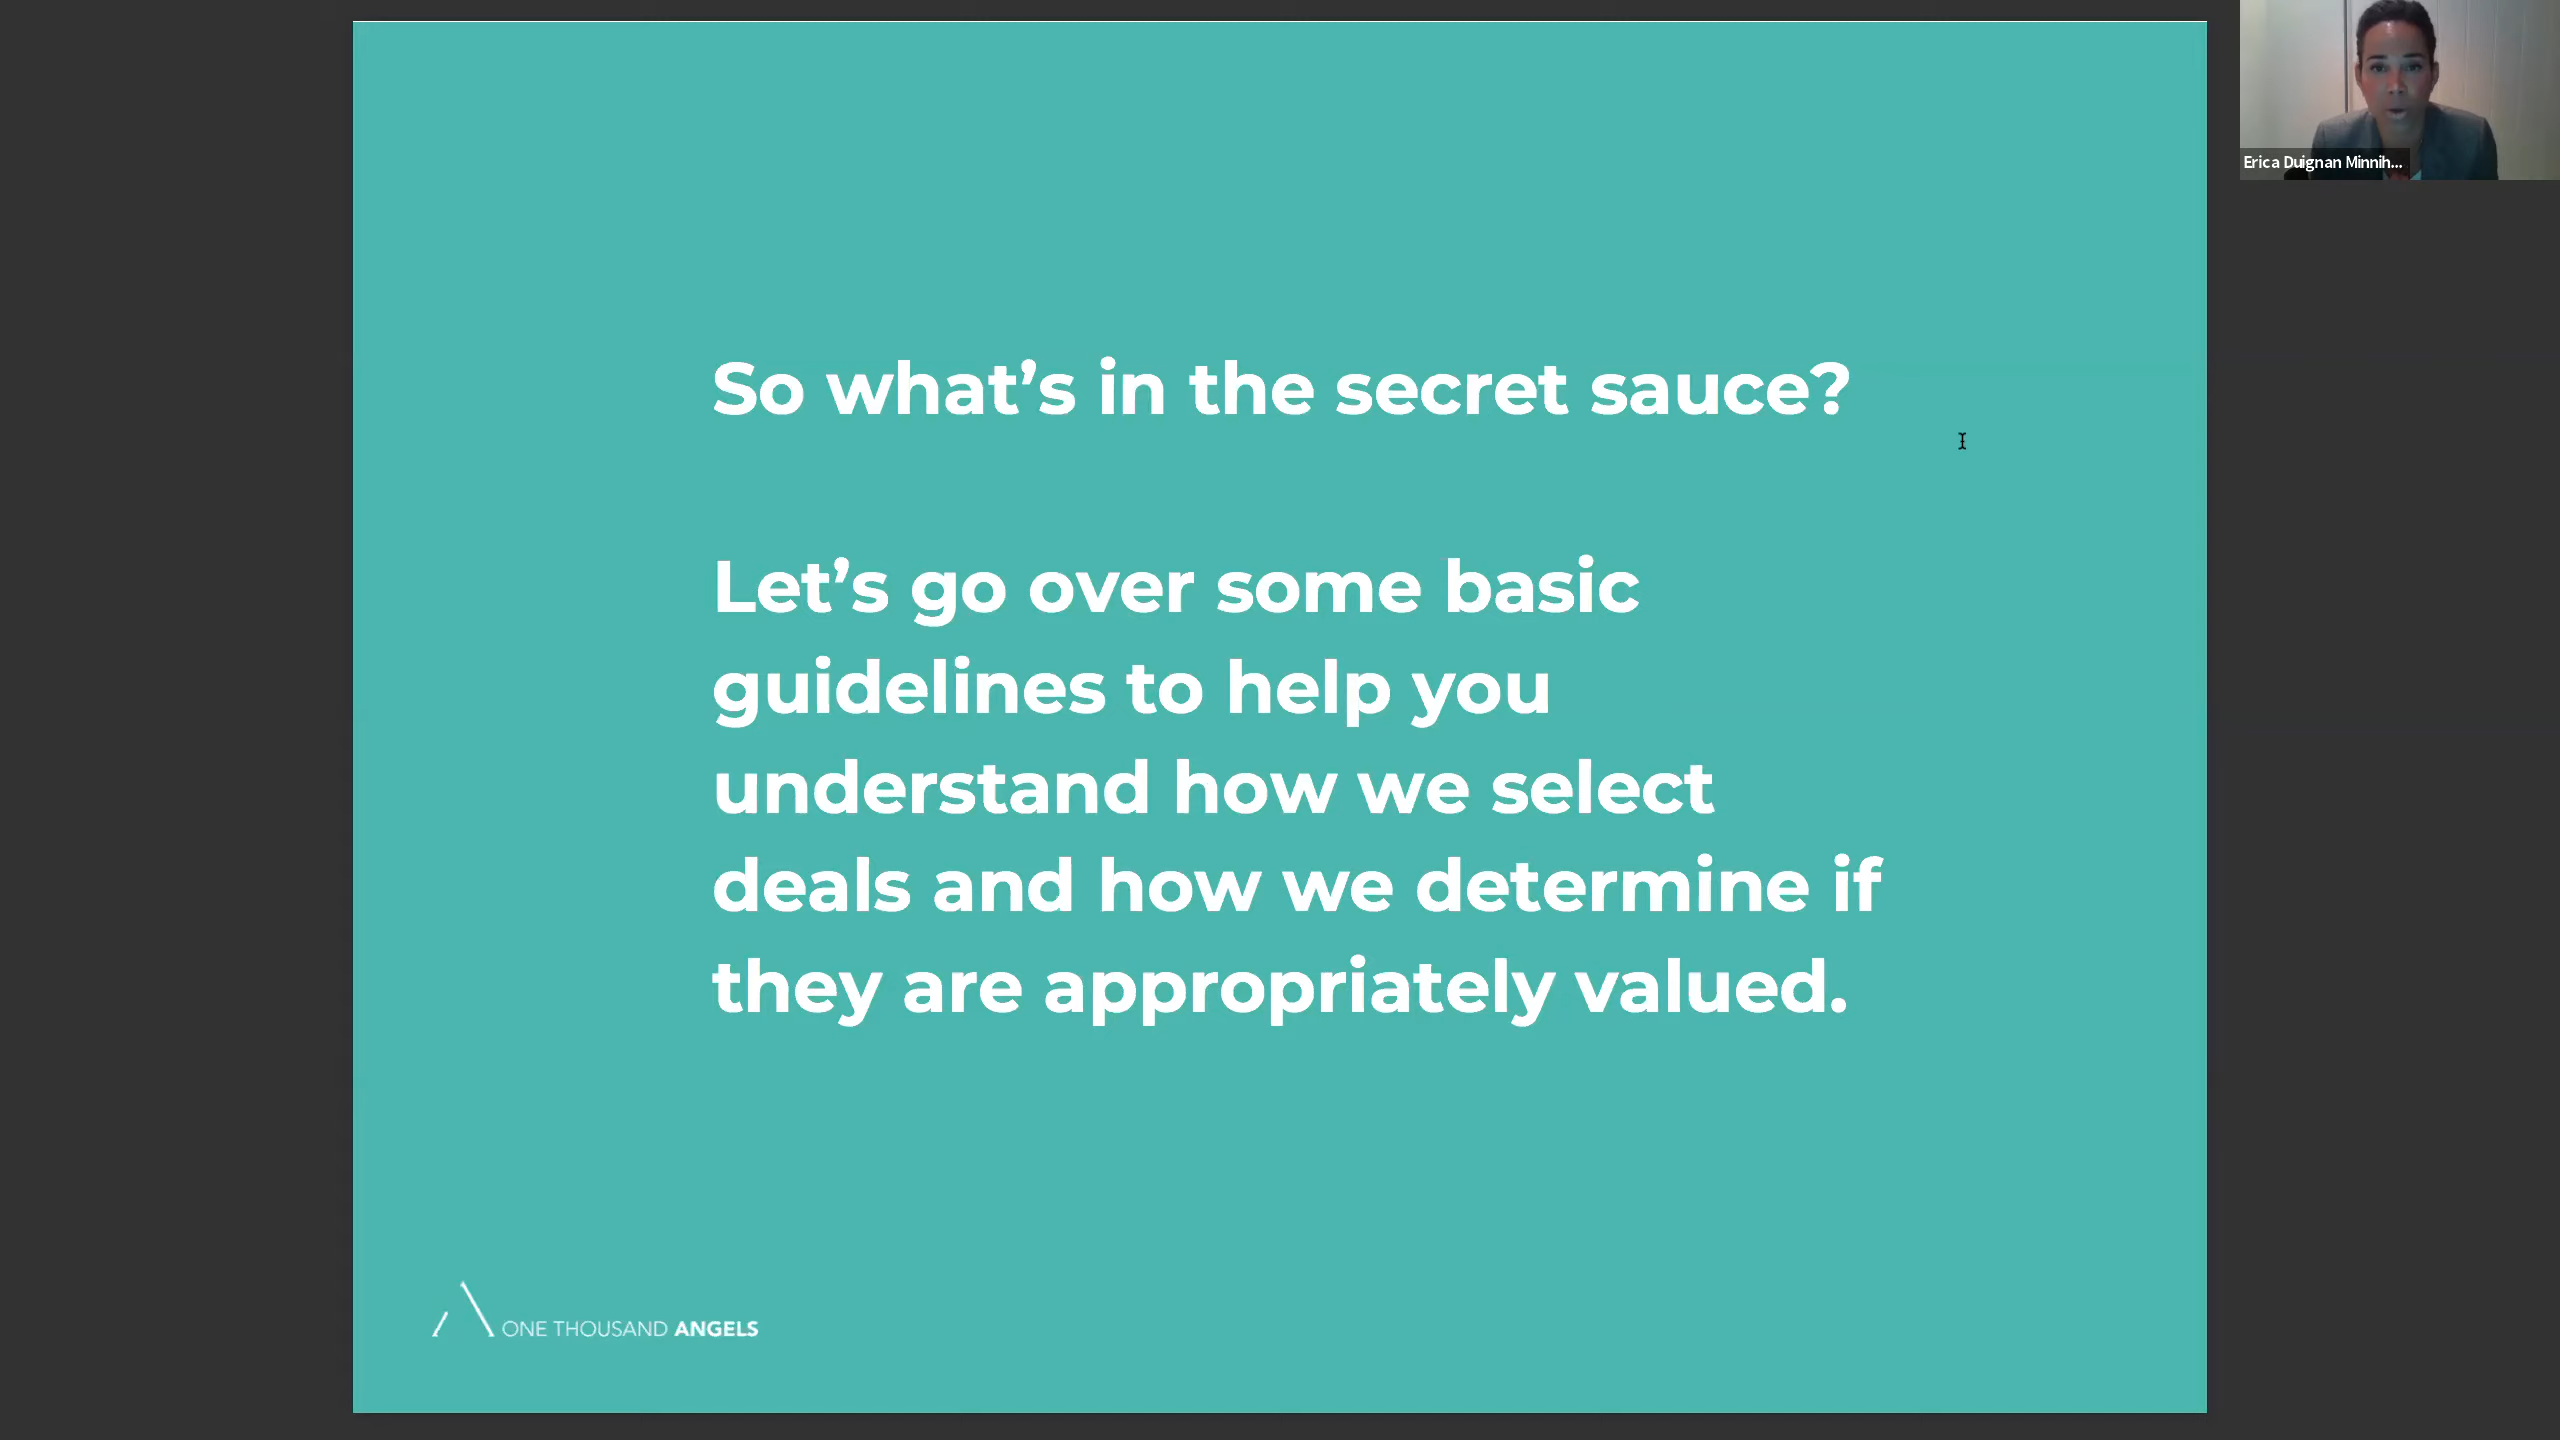 So what’s in the secret sauce?
Let’s go over some basic
guidelines to help you
understand how we select
deals and how we determine if
they are appropriately valued.
ONE THOUSAND ANGELS
Erica Duignan Minnih...